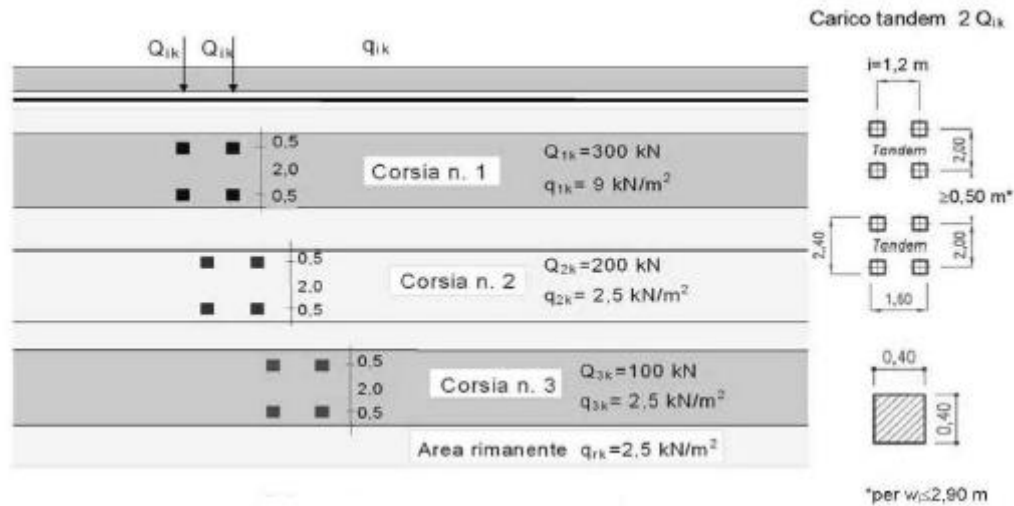 Carico tandem 2 Qik
Qik Qik qik
i=1,2 m
0,5
2,0
0,5
Corsia n. 1
Q1k=300 kN
q1k= 9 kN/m²
Tandem
2,00
≥0,50 m*
0,5
2,0
0,5
Corsia n. 2
Q2k=200 kN
q2k= 2,5 kN/m²
2,40
Tandem
2,00
1,60
0,5
2,0
0,5
Corsia n. 3
Q3k=100 kN
q3k= 2,5 kN/m²
0,40
0,40
Area rimanente qrk=2,5 kN/m²
*per wl≤2,90 m